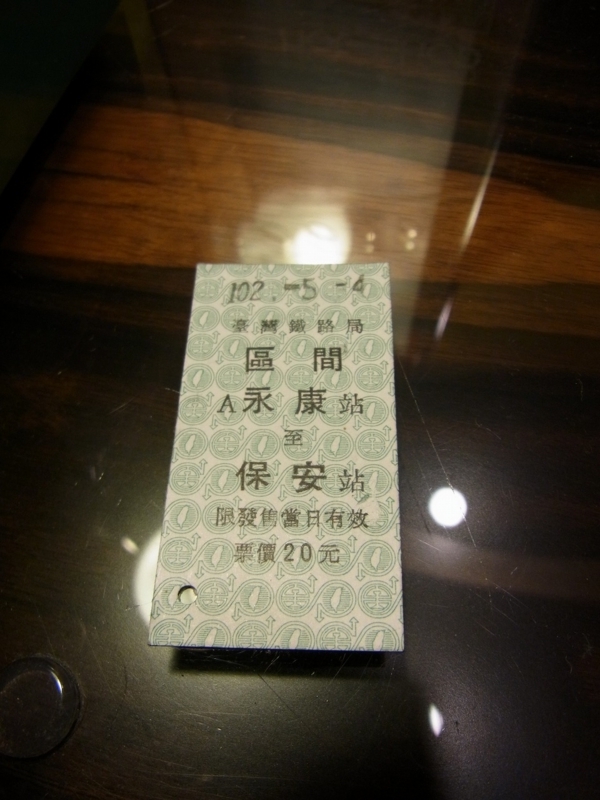 102.-5-4
臺灣鐵路局
區間
A永康站
至
保安站
限發售當日有效
票價20元